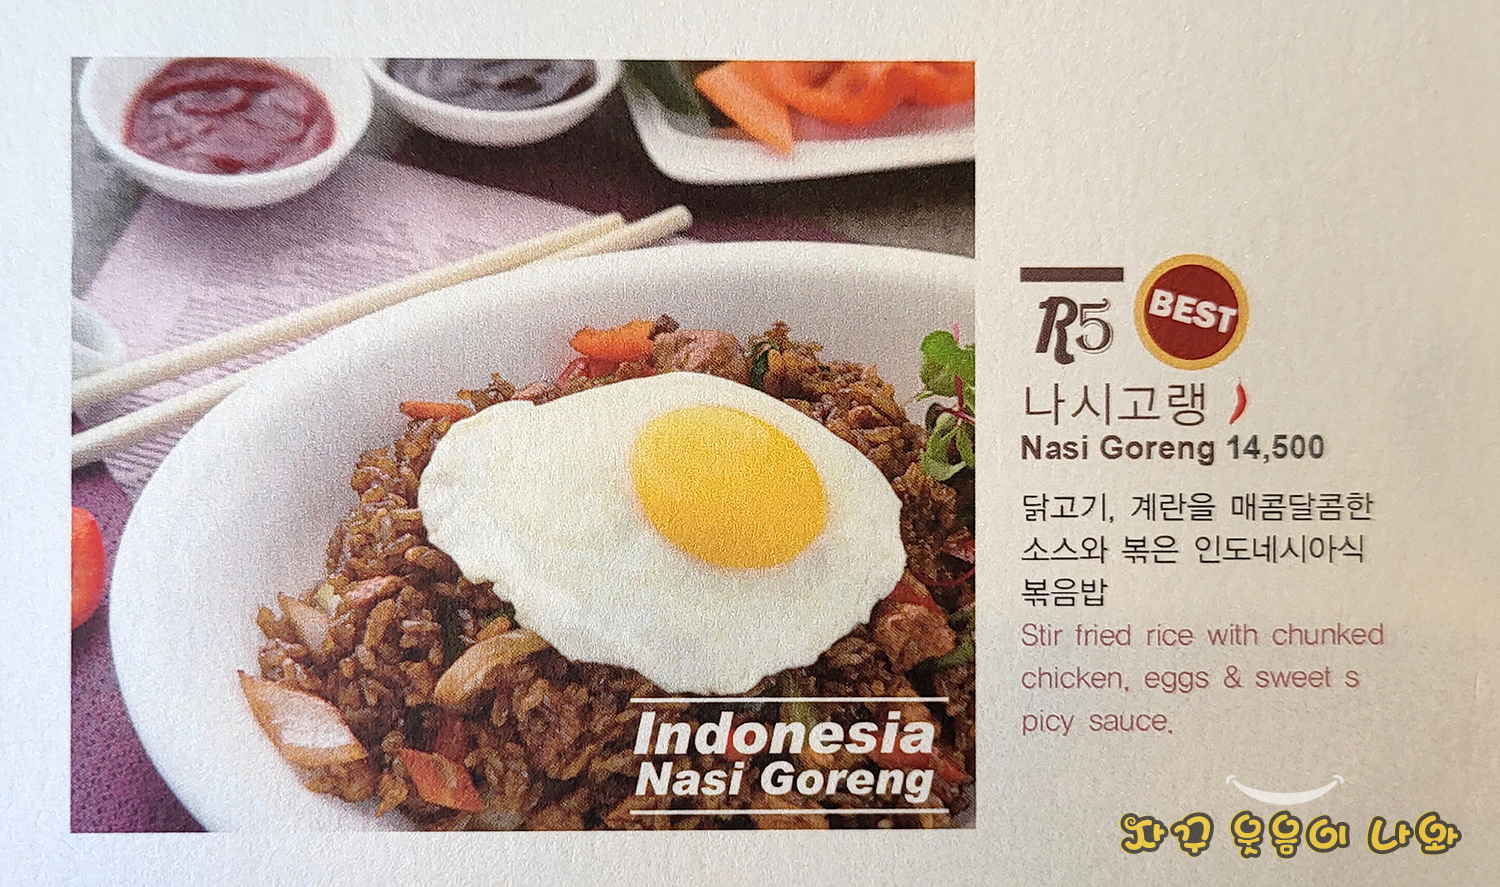 Indonesia
Nasi Goreng
R5
BEST
나시고랭
Nasi Goreng 14,500
닭고기, 계란을 매콤달콤한
소스와 볶은 인도네시아식
볶음밥
Stir fried rice with chunked
chicken, eggs & sweet s
picy sauce.
자꾸 웃음이 나와